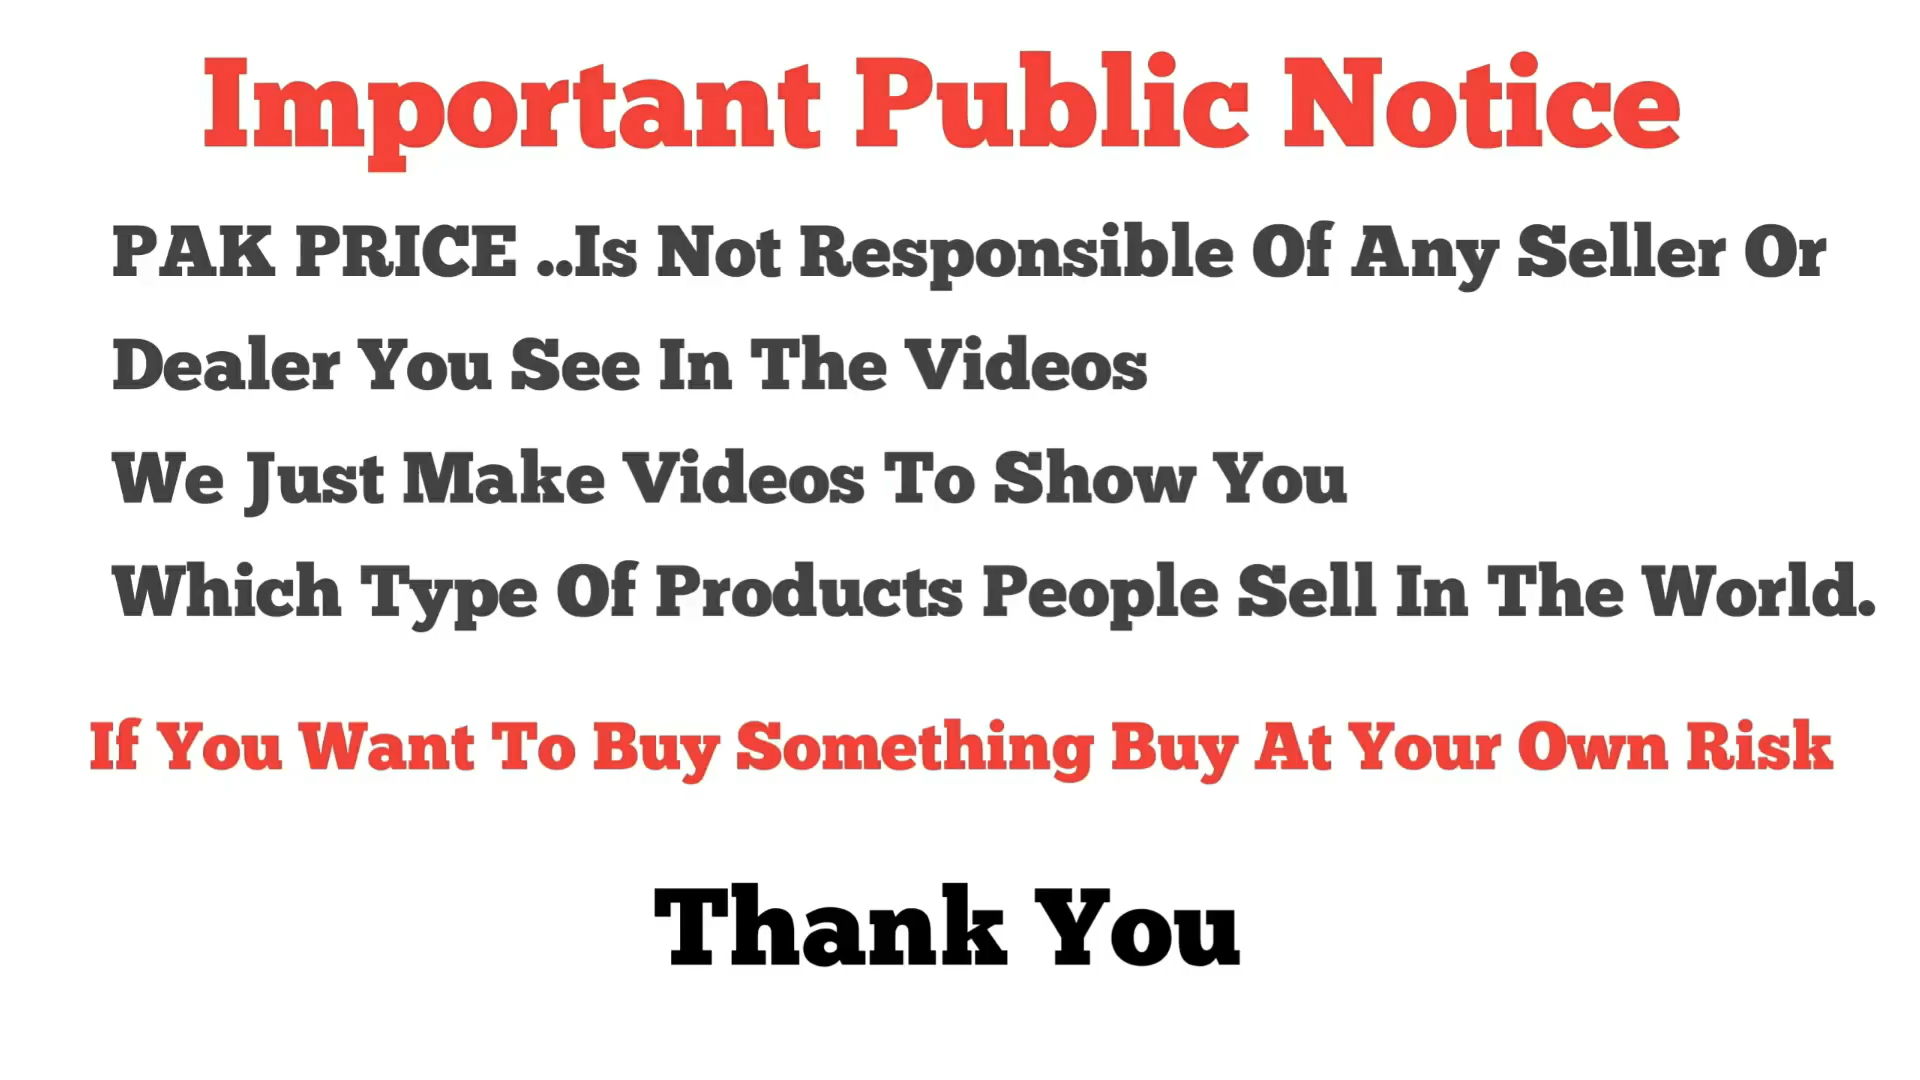 Important Public Notice
PAK PRICE ..Is Not Responsible Of Any Seller Or
Dealer You See In The Videos
We Just Make Videos To Show You
Which Type Of Products People Sell In The World.
If You Want To Buy Something Buy At Your Own Risk
Thank You